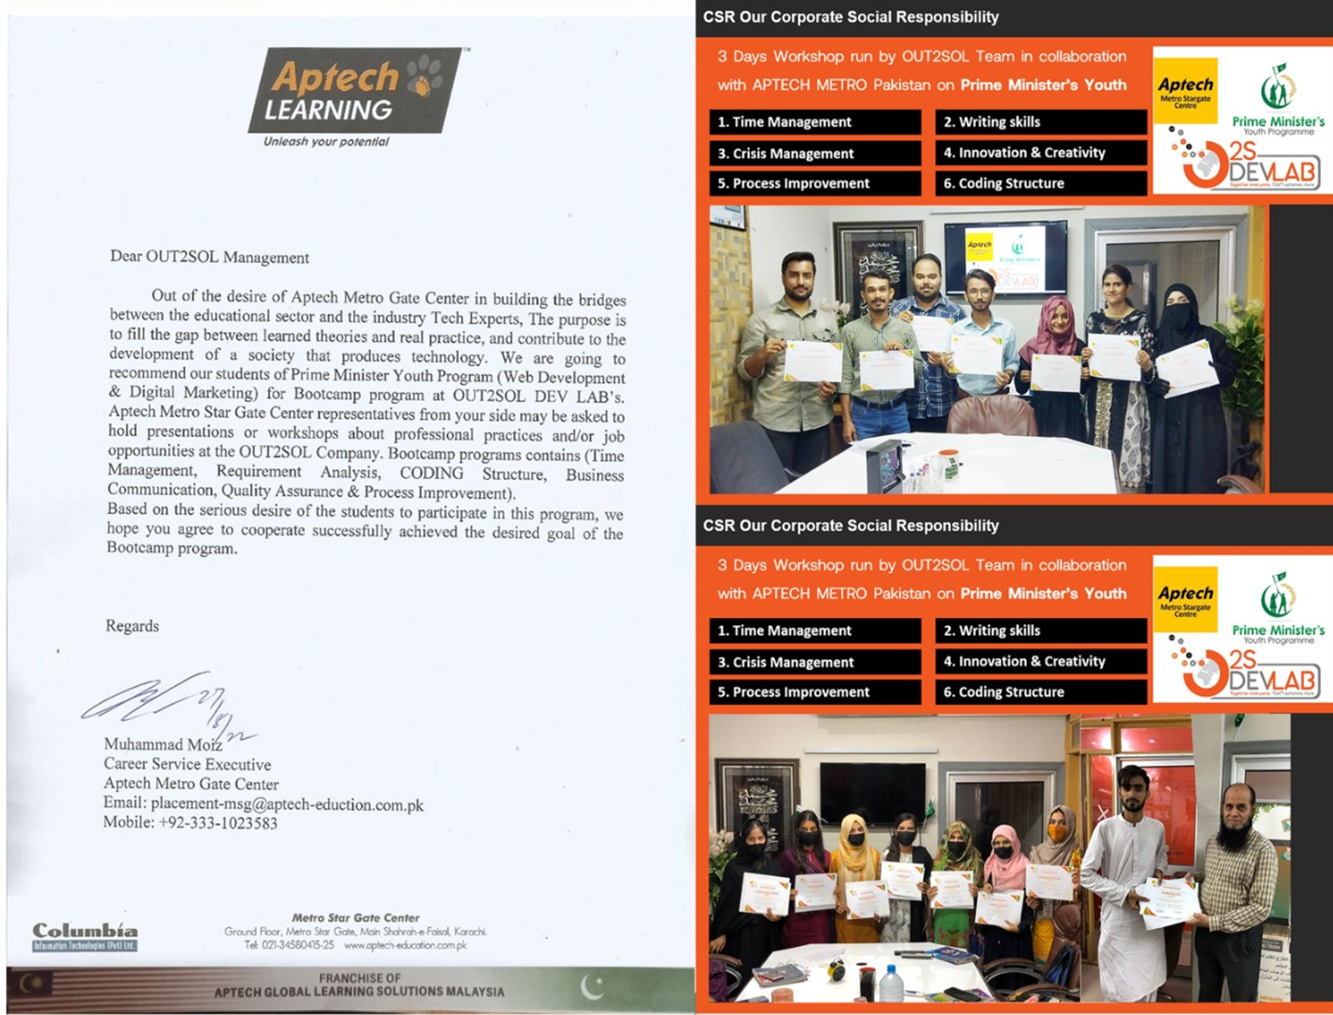 Aptech
LEARNING
TM
Unleash your potential
Dear OUT2SOL Management
Out of the desire of Aptech Metro Gate Center in building the bridges
between the educational sector and the industry Tech Experts, The purpose is
to fill the gap between learned theories and real practice, and contribute to the
development of a society that produces technology. We are going to
recommend our students of Prime Minister Youth Program (Web Development
& Digital Marketing) for Bootcamp program at OUT2SOL DEV LAB's.
Aptech Metro Star Gate Center representatives from your side may be asked to
hold presentations or workshops about professional practices and/or job
opportunities at the OUT2SOL Company. Bootcamp programs contains (Time
Management, Requirement Analysis, CODING Structure, Business
Communication, Quality Assurance & Process Improvement).
Based on the serious desire of the students to participate in this program, we
hope you agree to cooperate successfully achieved the desired goal of the
Bootcamp program.
Regards
Muhammad Moiz
Career Service Executive
Aptech Metro Gate Center
Email: placement-msg@aptech-eduction.com.pk
Mobile: +92-333-1023583
Columbia
Information Technologies (Pvt) Ltd.
Metro Star Gate Center
Ground Floor, Metro Star Gate, Main Shahrah-e-Faisal, Karachi.
Tel: 021-34580415-25 www.aptech-education.com.pk
FRANCHISE OF
APTECH GLOBAL LEARNING SOLUTIONS MALAYSIA
CSR Our Corporate Social Responsibility
3 Days Workshop run by OUT2SOL Team in collaboration
with APTECH METRO Pakistan on Prime Minister's Youth
1. Time Management
2. Writing skills
3. Crisis Management
4. Innovation & Creativity
5. Process Improvement
6. Coding Structure
Aptech
Metro Stargate
Centre
Prime Minister's
Youth Programme
2S
DEVLAB
Aptech
Prime Minister's
DEVLAB
CSR Our Corporate Social Responsibility
3 Days Workshop run by OUT2SOL Team in collaboration
with APTECH METRO Pakistan on Prime Minister's Youth
1. Time Management
2. Writing skills
3. Crisis Management
4. Innovation & Creativity
5. Process Improvement
6. Coding Structure
Aptech
Metro Stargate
Centre
Prime Minister's
Youth Programme
2S
DEVLAB